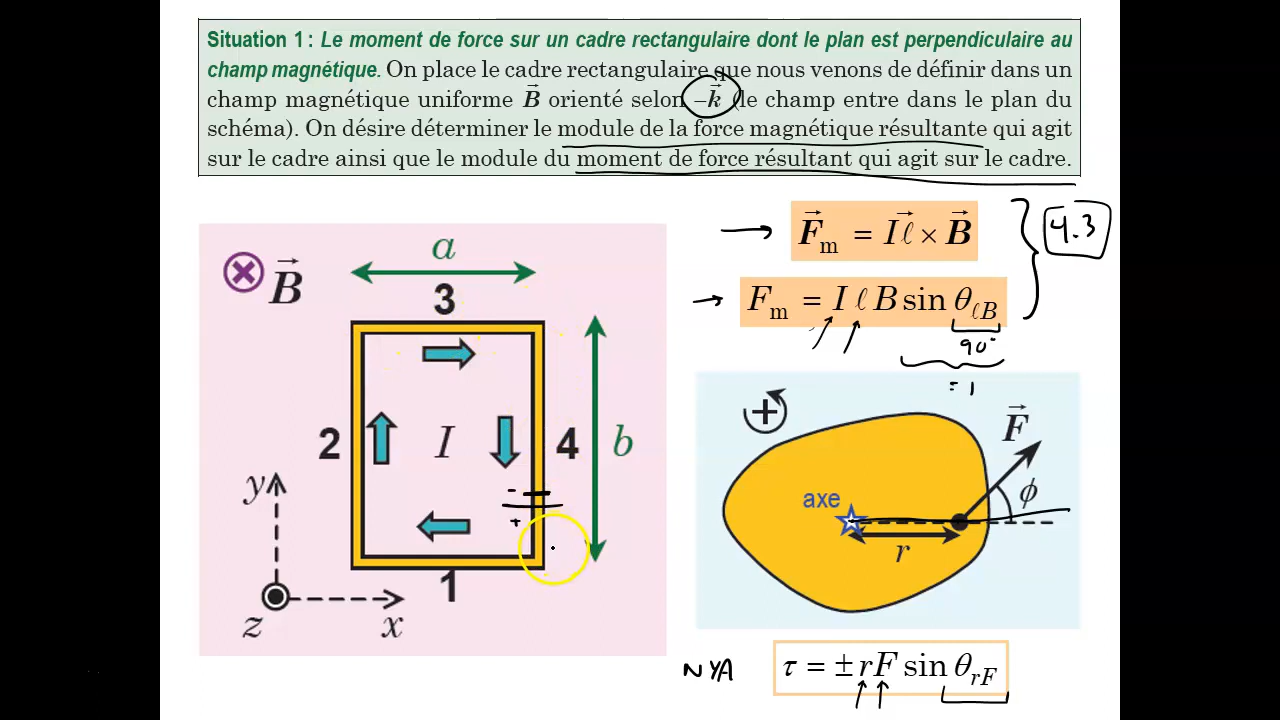 Situation 1 : Le moment de force sur un cadre rectangulaire dont le plan est perpendiculaire au
champ magnétique. On place le cadre rectangulaire que nous venons de définir dans un
champ magnétique uniforme B⃗ orienté selon −k⃗ (le champ entre dans le plan du
schéma). On désire déterminer le module de la force magnétique résultante qui agit
sur le cadre ainsi que le module du moment de force résultant qui agit sur le cadre.
F⃗m = Iℓ⃗ × B⃗
4.3
Fm = I ℓ B sin θℓB
90°
= 1
B⃗
a
3
2
I
4
b
1
y
z
x
+
F⃗
ϕ
axe
r
NYA
τ = ± rF sin θrF